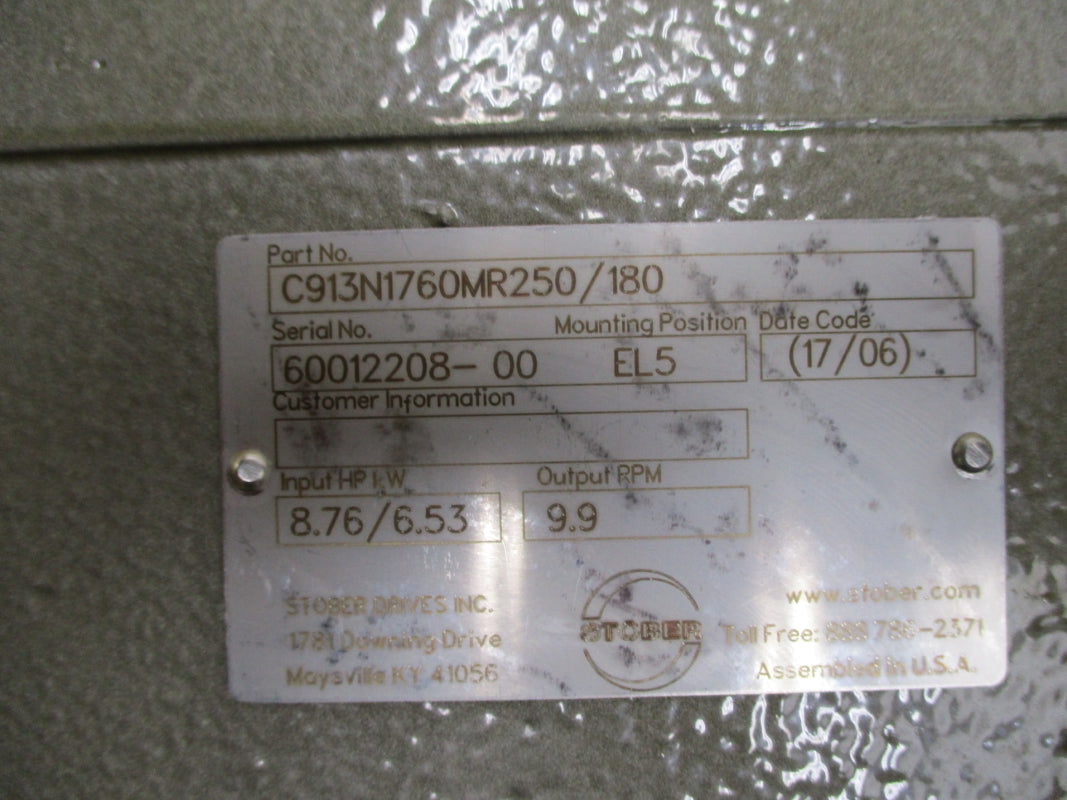 Part No.
C913N1760MR250/180
Serial No. Mounting Position Date Code
60012208-00 EL5 (17/06)
Customer Information
Input HP kW Output RPM
8.76/6.53 9.9
STOBER DRIVES INC.
1781 Downing Drive
Maysville KY 41056
STOBER
www.stober.com
Toll Free: 888 786-2371
Assembled in U.S.A.